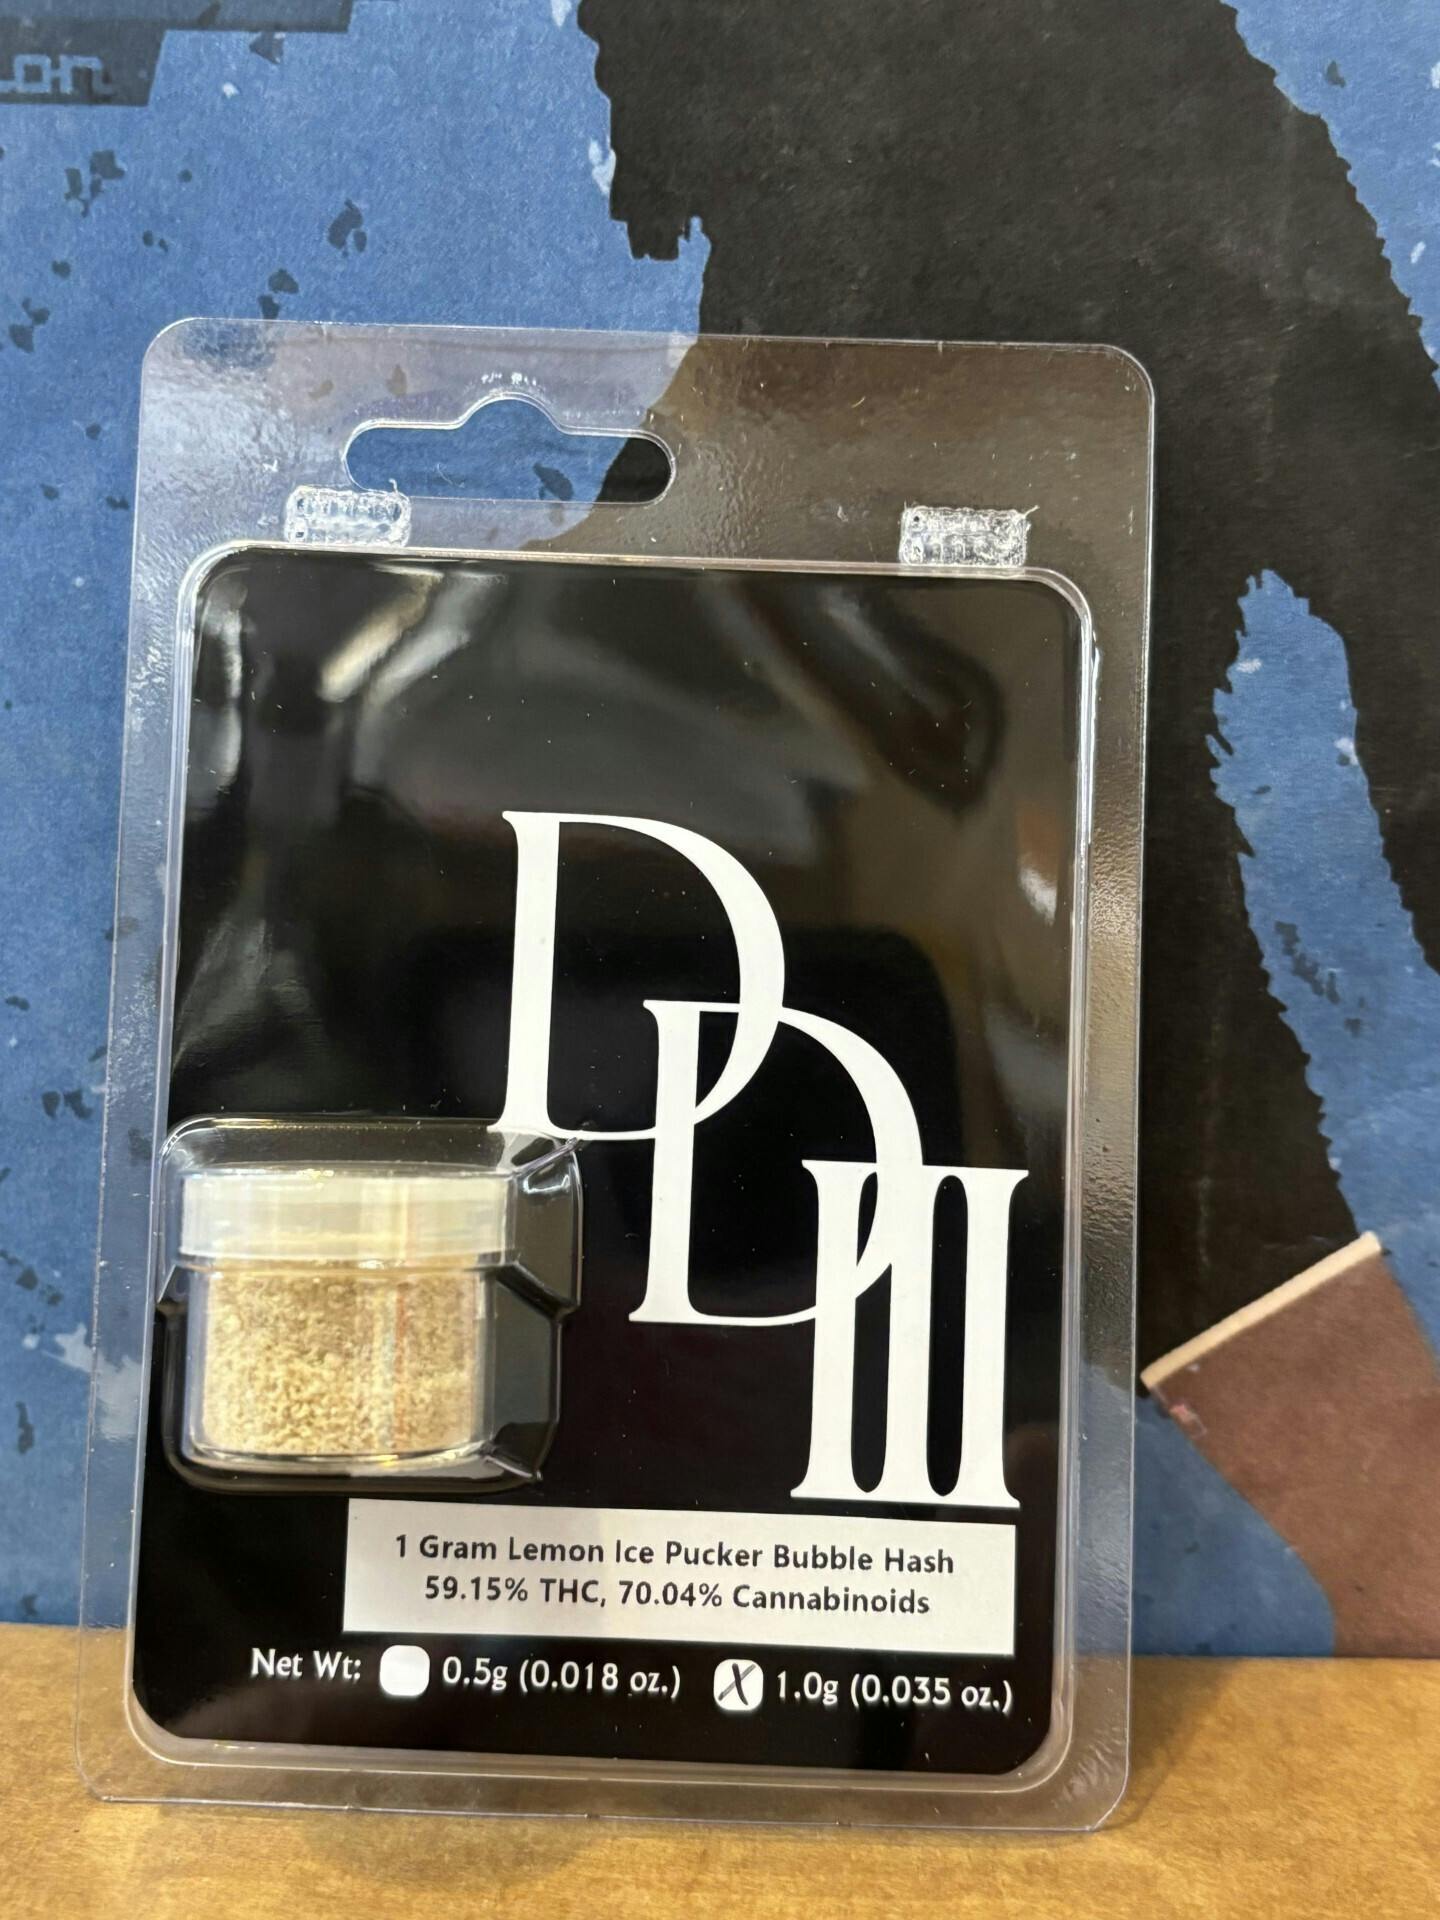 DDIII
1 Gram Lemon Ice Pucker Bubble Hash
59.15% THC, 70.04% Cannabinoids
Net Wt: 0.5g (0.018 oz.) X 1.0g (0.035 oz.)